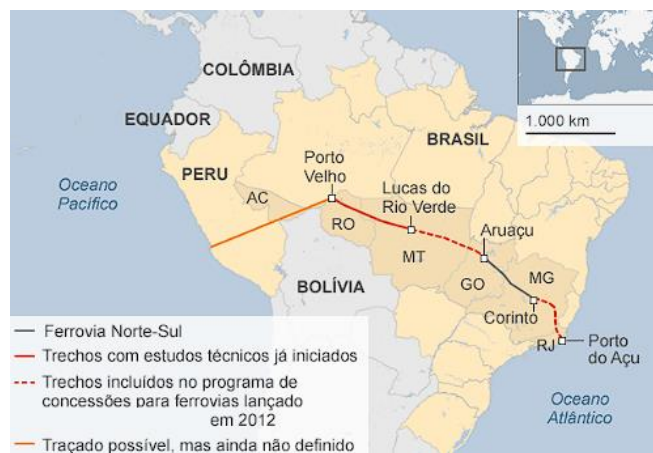 COLÔMBIA
EQUADOR
PERU
BRASIL
1.000 km
Oceano
Pacífico
Porto
Velho
Lucas do
Rio Verde
AC
RO
MT
Aruaçu
GO
MG
BOLÍVIA
Corinto
RJ
Porto
do Açu
Oceano
Atlântico
Ferrovia Norte-Sul
Trechos com estudos técnicos já iniciados
Trechos incluídos no programa de
concessões para ferrovias lançado
em 2012
Traçado possível, mas ainda não definido